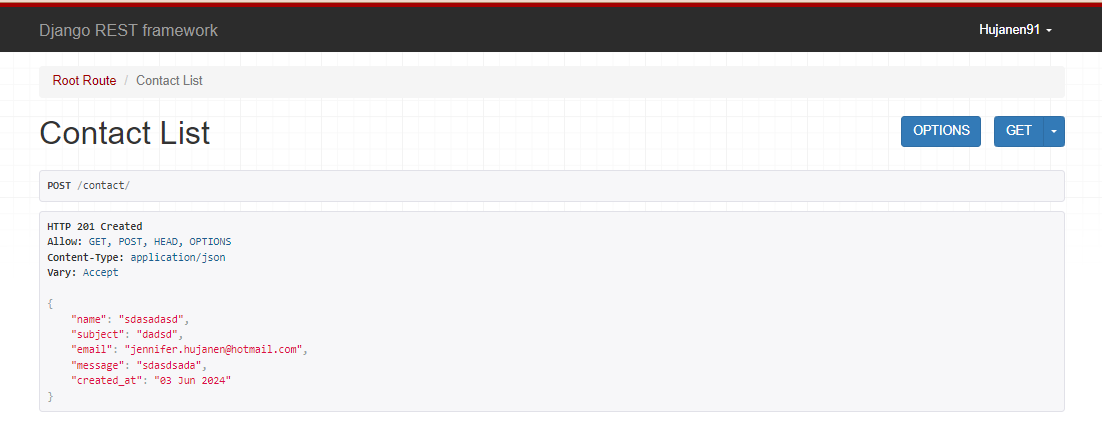 Django REST framework
Hujanen91
Root Route / Contact List
Contact List
OPTIONS
GET
POST /contact/
HTTP 201 Created
Allow: GET, POST, HEAD, OPTIONS
Content-Type: application/json
Vary: Accept
{
"name": "sdasadasd",
"subject": "dadsd",
"email": "jennifer.hujanen@hotmail.com",
"message": "sdasdsada",
"created_at": "03 Jun 2024"
}